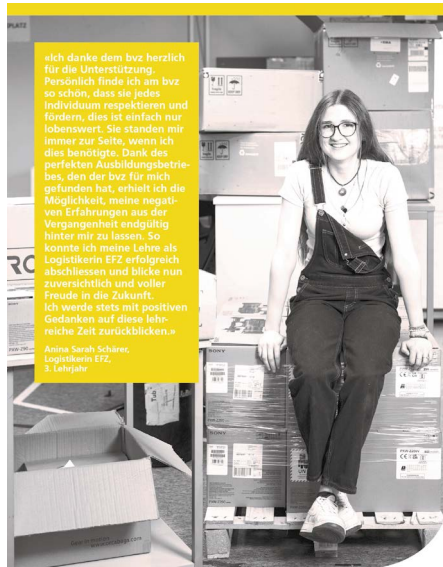 PLATZ
«Ich danke dem bvz herzlich
für die Unterstützung.
Persönlich finde ich am bvz
so schön, dass sie jedes
Individuum respektieren und
fördern, dies ist einfach nur
lobenswert. Sie standen mir
immer zur Seite, wenn ich
dies benötigte. Dank des
perfekten Ausbildungsbetrie-
bes, den der bvz für mich
gefunden hat, erhielt ich die
Möglichkeit, meine negati-
ven Erfahrungen aus der
Vergangenheit endgültig
hinter mir zu lassen. So
konnte ich meine Lehre als
Logistikerin EFZ erfolgreich
abschliessen und blicke nun
zuversichtlich und voller
Freude in die Zukunft.
Ich werde stets mit positiven
Gedanken auf diese lehr-
reiche Zeit zurückblicken.»
Anina Sarah Schärer,
Logistikerin EFZ,
3. Lehrjahr
SONY